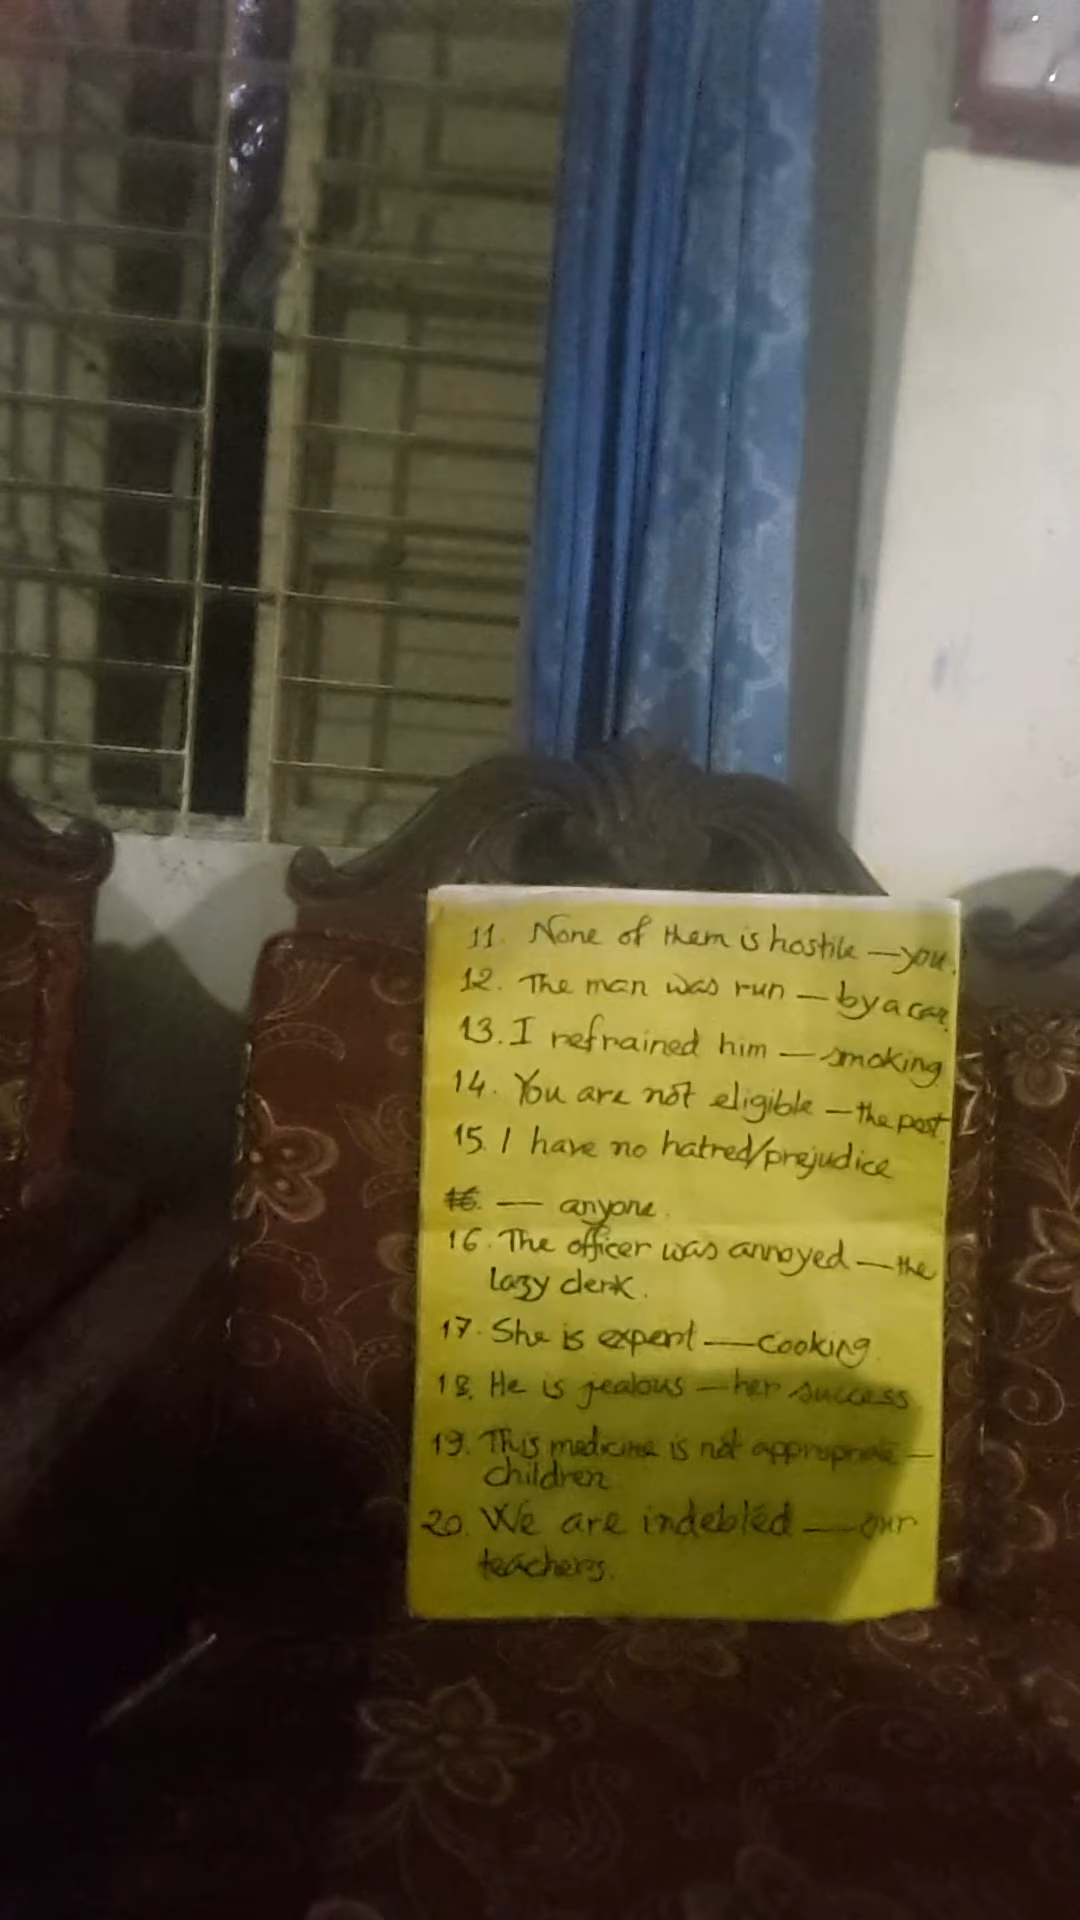 11. None of them is hostile — you.
12. The man was run — by a car.
13. I refrained him — smoking
14. You are not eligible — the post.
15. I have no hatred/prejudice
16. — anyone.
16. The officer was annoyed — the
lazy clerk.
17. She is expert — cooking.
18. He is jealous — her success
19. This medicine is not appropriate —
children
20. We are indebted — our
teachers.